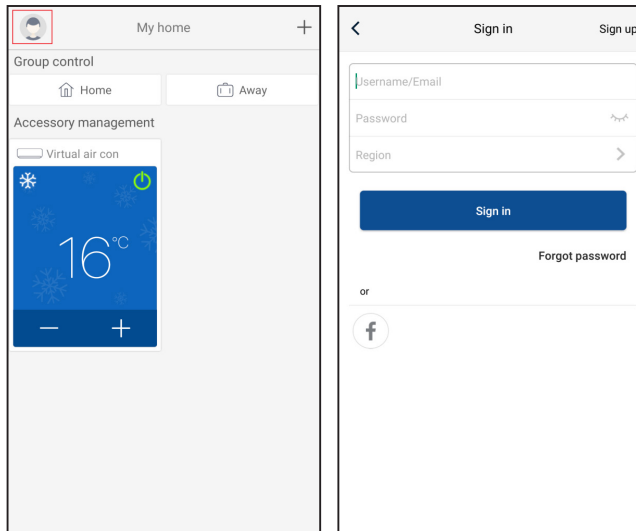 My home
+
Group control
Home
Away
Accessory management
Virtual air con
16°C
− +
Sign in
Sign up
Username/Email
Password
Region
Sign in
Forgot password
or
f